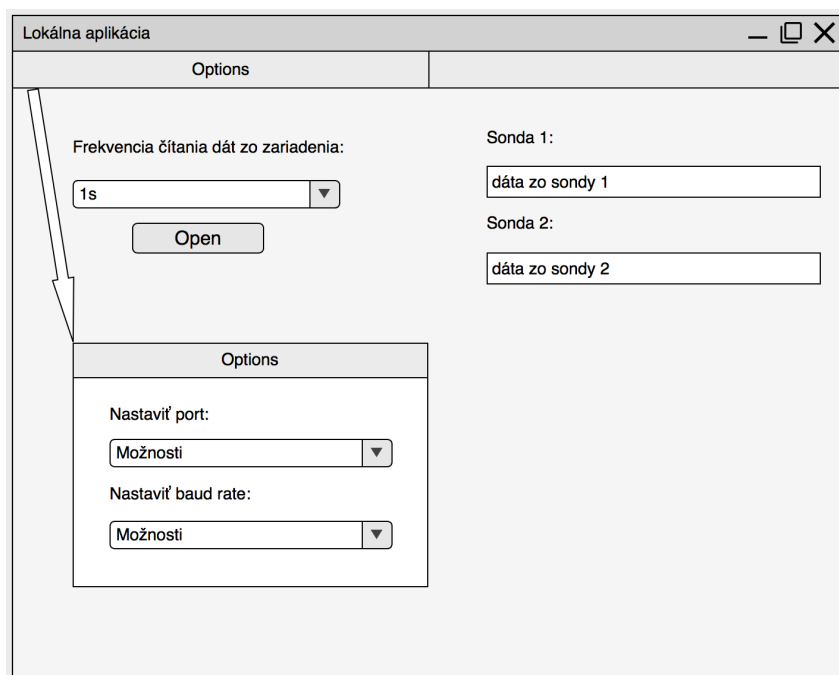 Lokálna aplikácia
Options
Frekvencia čítania dát zo zariadenia:
1s
Open
Sonda 1:
dáta zo sondy 1
Sonda 2:
dáta zo sondy 2
Options
Nastaviť port:
Možnosti
Nastaviť baud rate:
Možnosti